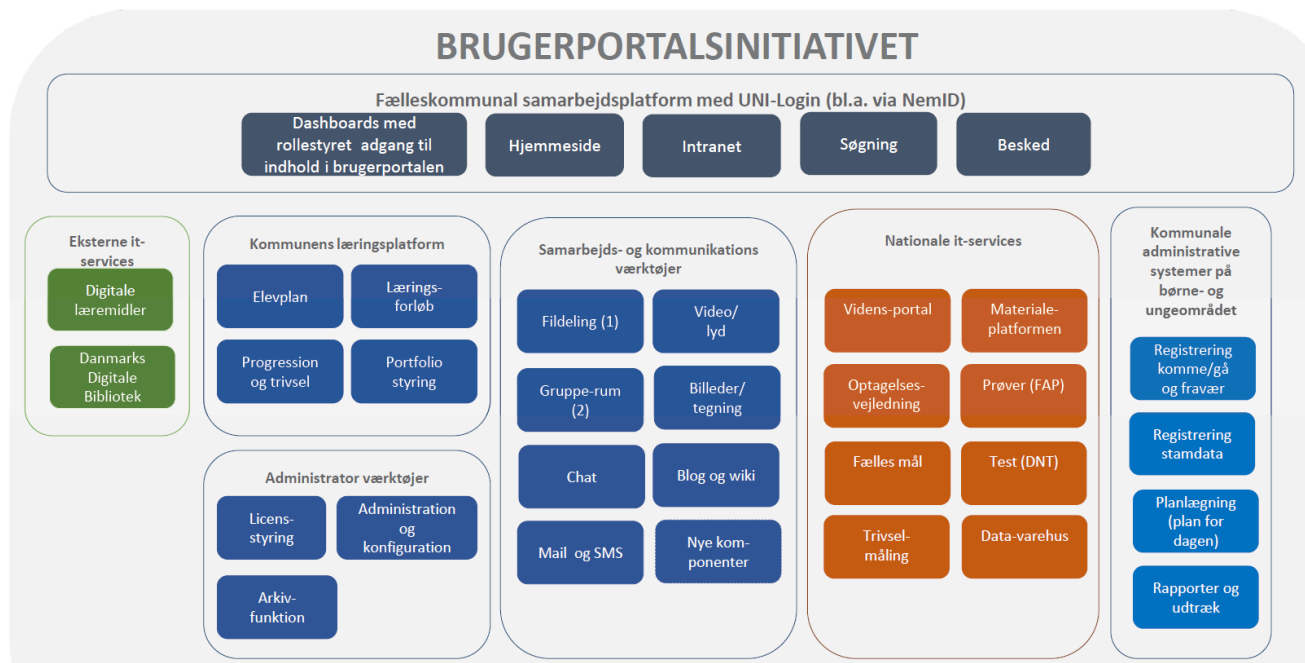 BRUGERPORTALSINITIATIVET
Fælleskommunal samarbejdsplatform med UNI-Login (bl.a. via NemID)
Dashboards med
rollestyret adgang til
indhold i brugerportalen
Hjemmeside
Intranet
Søgning
Besked
Eksterne it-
services
Digitale
læremidler
Danmarks
Digitale
Bibliotek
Kommunens læringsplatform
Elevplan
Lærings-
forløb
Progression
og trivsel
Portfolio
styring
Administrator værktøjer
Licens-
styring
Administration
og
konfiguration
Arkiv-
funktion
Samarbejds- og kommunikations
værktøjer
Fildeling (1)
Video/
lyd
Gruppe-rum
(2)
Billeder/
tegning
Chat
Blog og wiki
Mail og SMS
Nye kom-
ponenter
Nationale it-services
Videns-portal
Materiale-
platformen
Optagelses-
vejledning
Prøver (FAP)
Fælles mål
Test (DNT)
Trivsel-
måling
Data-varehus
Kommunale
administrative
systemer på
børne- og
ungeområdet
Registrering
komme/gå
og fravær
Registrering
stamdata
Planlægning
(plan for
dagen)
Rapporter og
udtræk